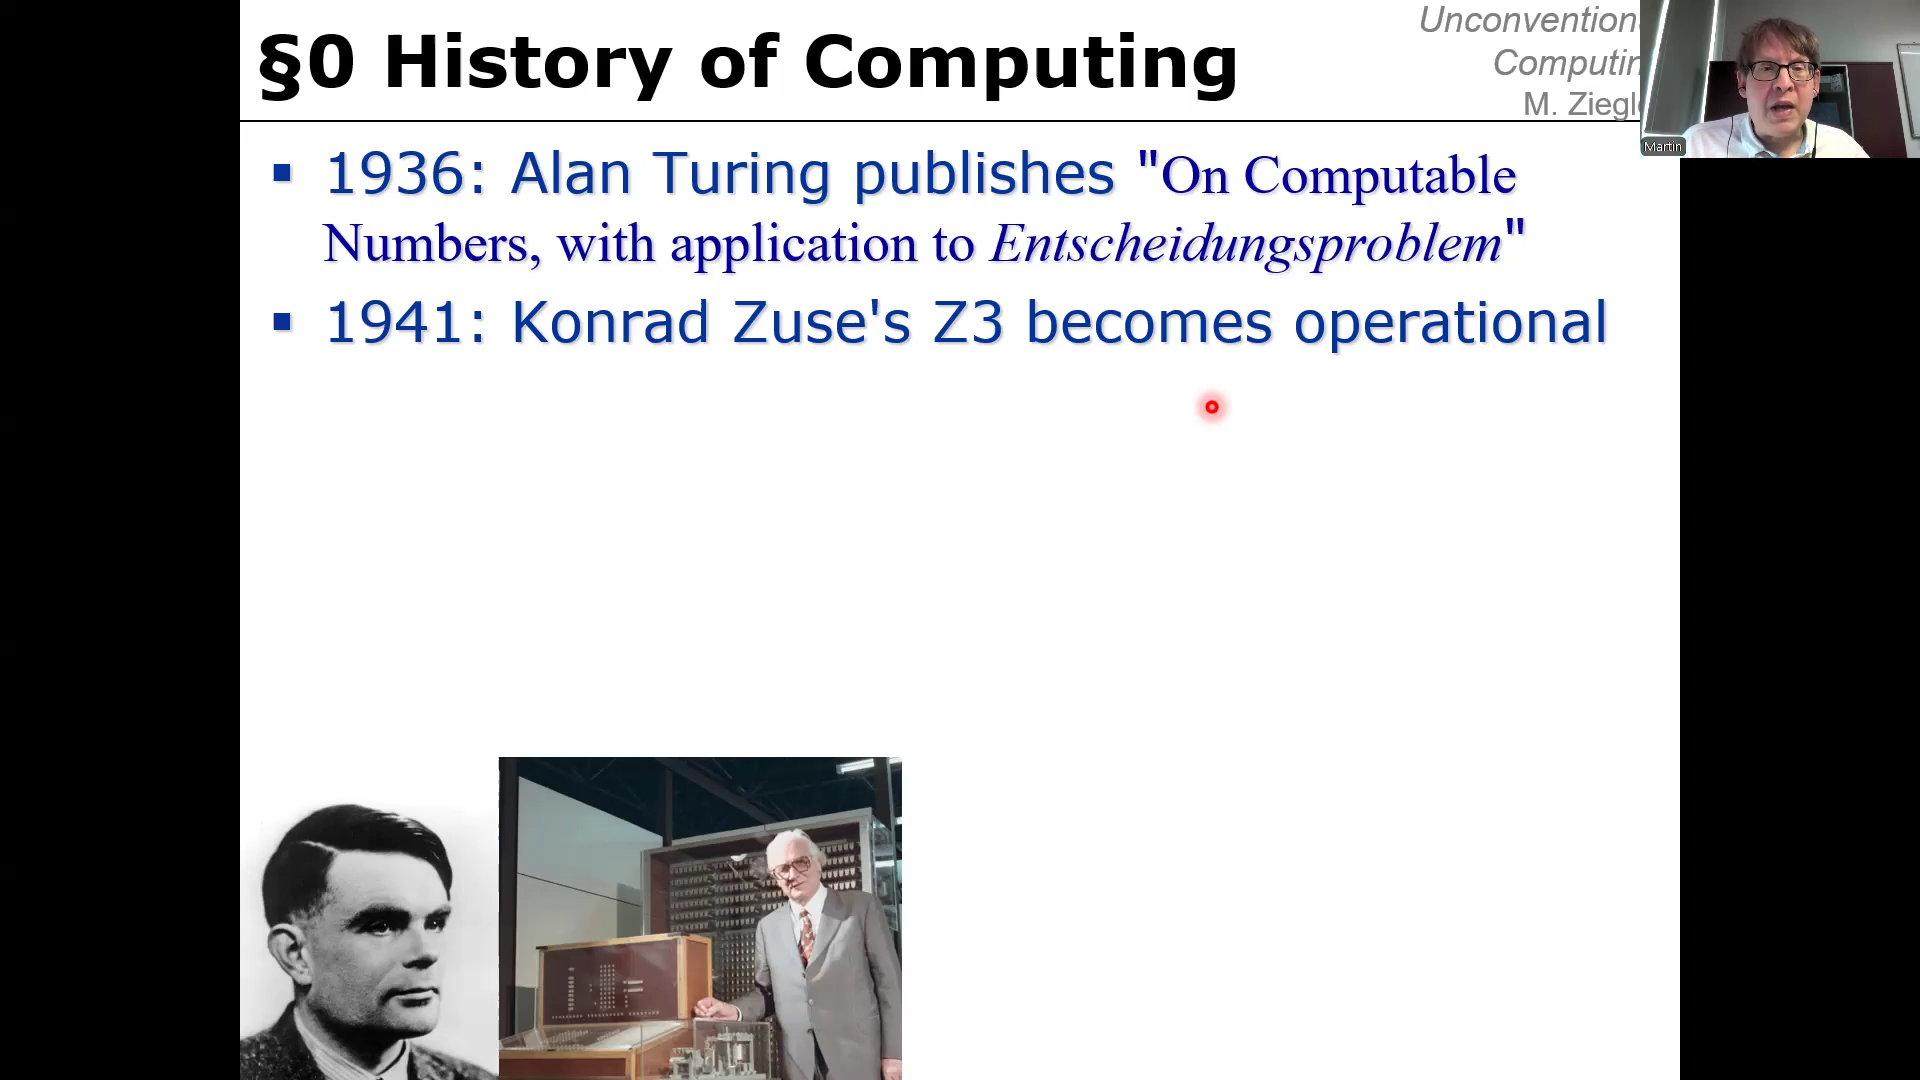 §0 History of Computing
Unconvention
Computin
M. Ziegl
Martin
▪ 1936: Alan Turing publishes "On Computable
Numbers, with application to Entscheidungsproblem"
▪ 1941: Konrad Zuse's Z3 becomes operational